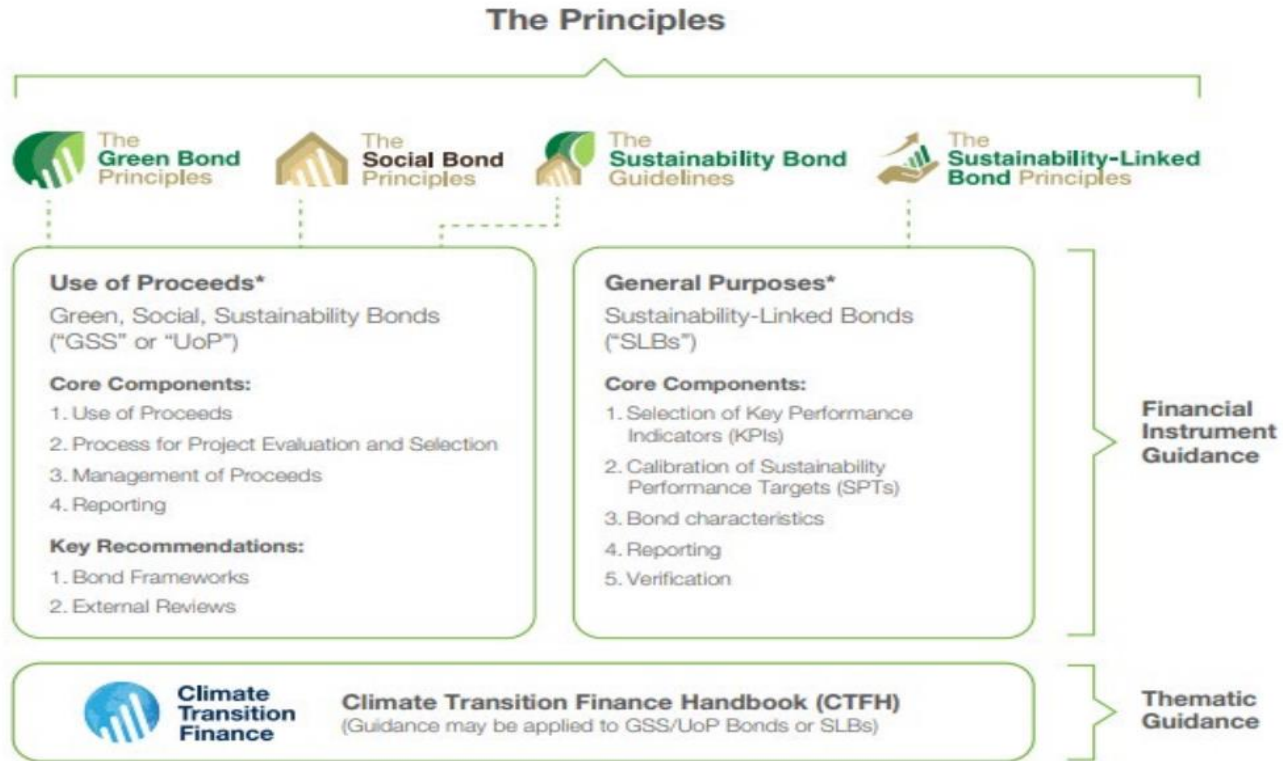 The Principles
The
Green Bond
Principles
The
Social Bond
Principles
The
Sustainability Bond
Guidelines
The
Sustainability-Linked
Bond Principles
Use of Proceeds*
Green, Social, Sustainability Bonds
(“GSS” or “UoP”)
Core Components:
1. Use of Proceeds
2. Process for Project Evaluation and Selection
3. Management of Proceeds
4. Reporting
Key Recommendations:
1. Bond Frameworks
2. External Reviews
General Purposes*
Sustainability-Linked Bonds
(“SLBs”)
Core Components:
1. Selection of Key Performance
Indicators (KPIs)
2. Calibration of Sustainability
Performance Targets (SPTs)
3. Bond characteristics
4. Reporting
5. Verification
Financial
Instrument
Guidance
Climate
Transition
Finance
Climate Transition Finance Handbook (CTFH)
(Guidance may be applied to GSS/UoP Bonds or SLBs)
Thematic
Guidance